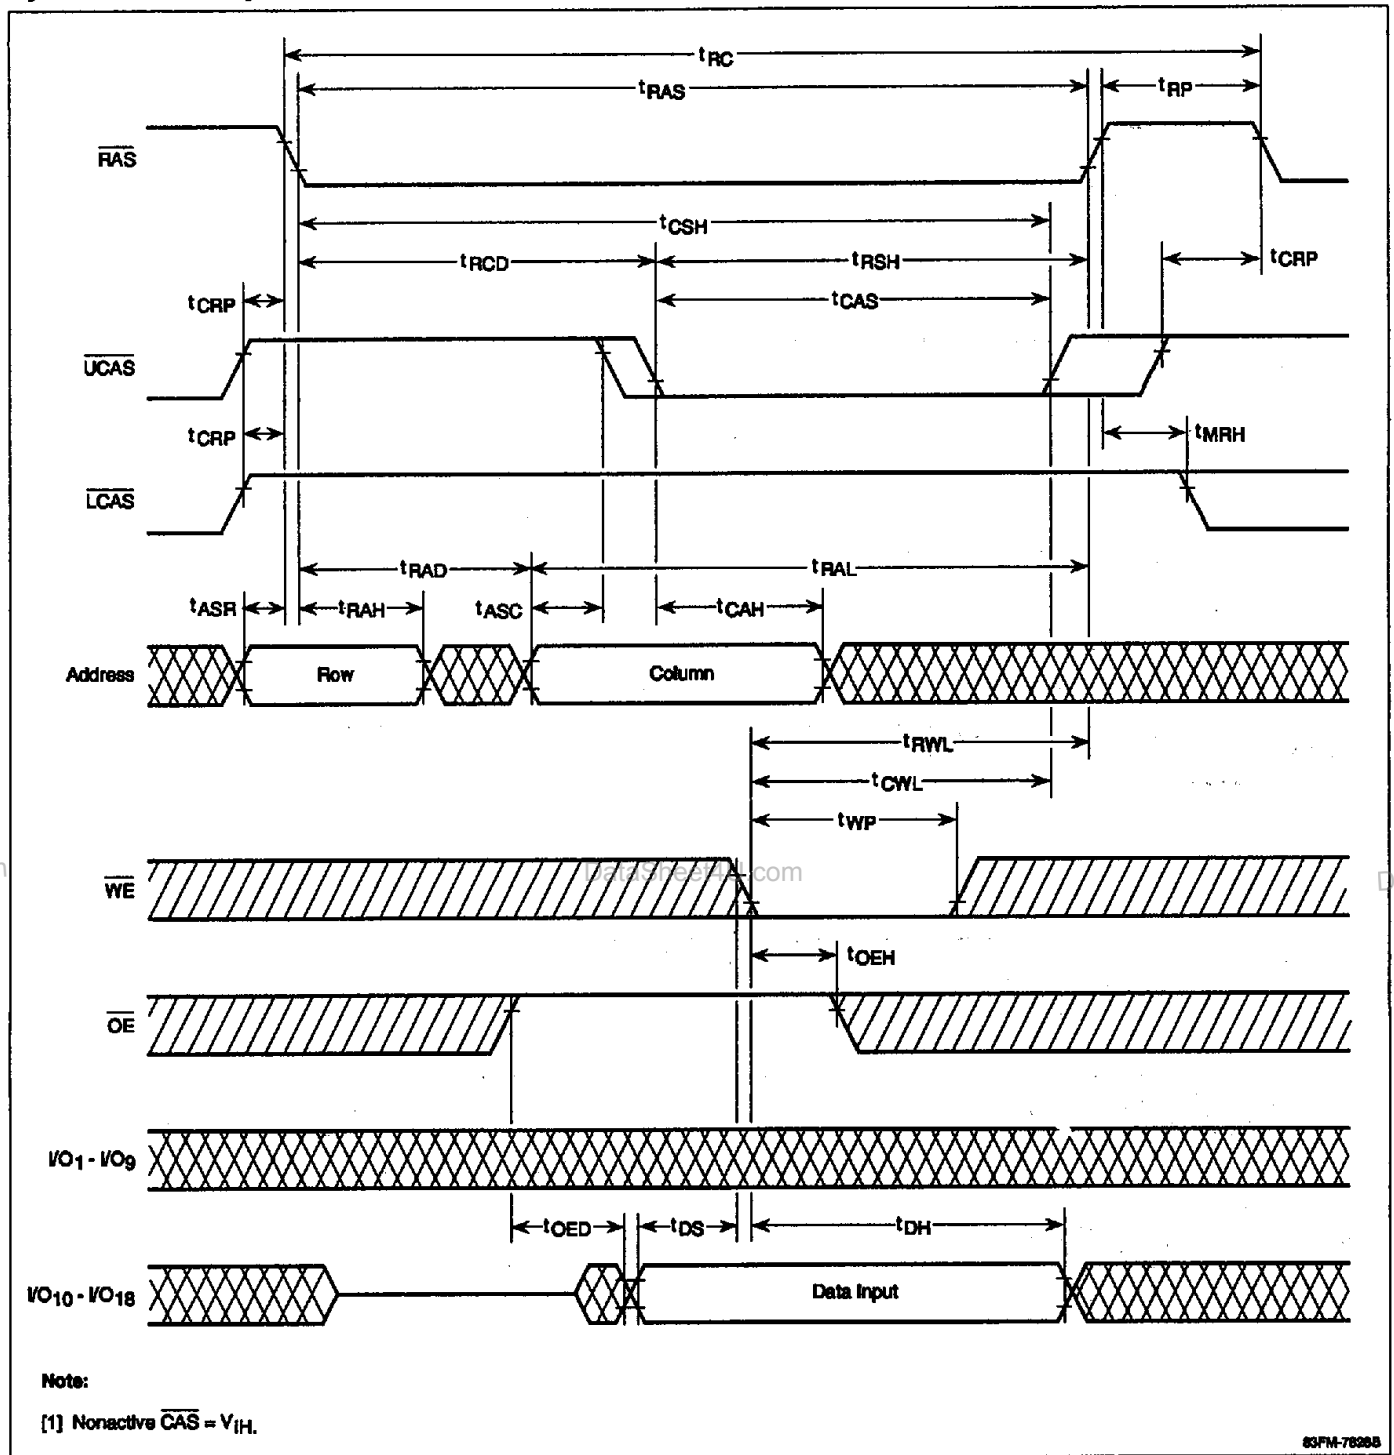 tRC
tRAS
tRP
RAS
tCSH
tRCD
tRSH
tCRP
tCRP
tCAS
UCAS
tCRP
tMRH
LCAS
tRAD
tRAL
tASR
tRAH
tASC
tCAH
Address
Row
Column
tRWL
tCWL
tWP
WE
DataSheet4U.com
tOEH
OE
I/O1 - I/O9
tOED
tDS
tDH
I/O10 - I/O18
Data Input
Note:
[1] Nonactive CAS = VIH.